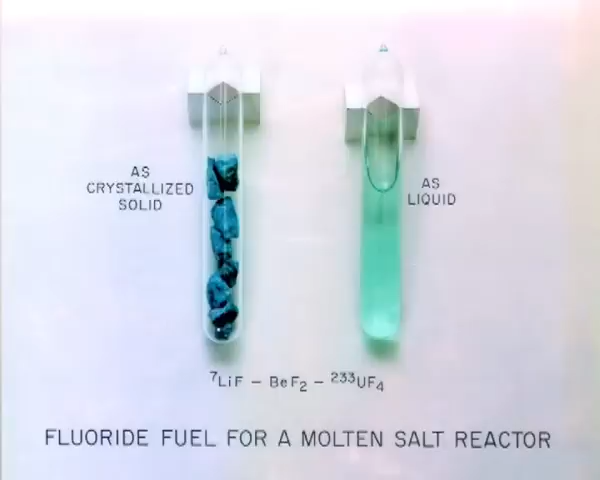 AS
CRYSTALLIZED
SOLID
AS
LIQUID
⁷LiF – BeF₂ – ²³³UF₄
FLUORIDE FUEL FOR A MOLTEN SALT REACTOR